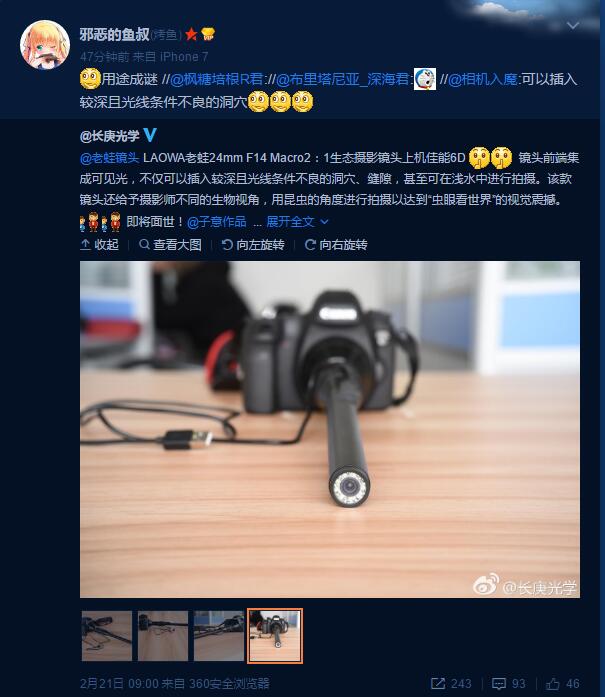 邪恶的鱼叔(烤鱼)
47分钟前 来自 iPhone 7
用途成谜 //@枫糖培根R君://@布里塔尼亚_深海君: //@相机入魔:可以插入
较深且光线条件不良的洞穴
@长庚光学
@老蛙镜头 LAOWA老蛙24mm F14 Macro2：1生态摄影镜头上机佳能6D 镜头前端集
成可见光，不仅可以插入较深且光线条件不良的洞穴、缝隙，甚至可在浅水中进行拍摄。该款
镜头还给予摄影师不同的生物视角，用昆虫的角度进行拍摄以达到“虫眼看世界”的视觉震撼。
即将面世！@子意作品 ... 展开全文
收起 查看大图 向左旋转 向右旋转
Canon
@长庚光学
2月21日 09:00 来自 360安全浏览器
243 93 46